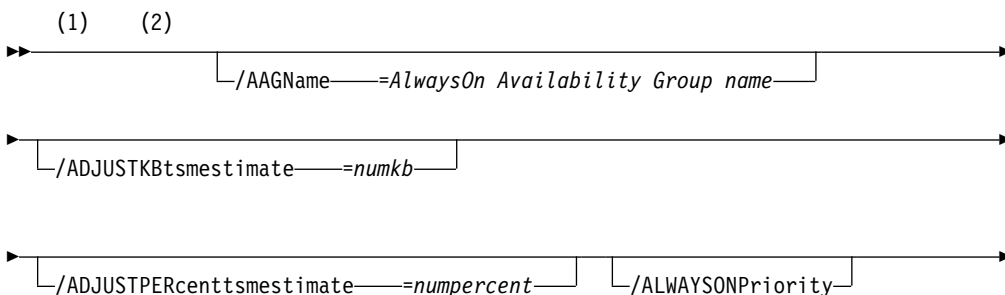 (1) (2)
/AAGName =AlwaysOn Availability Group name
/ADJUSTKBtsmestimate =numkb
/ADJUSTPERcenttsmestimate =numpercent /ALWAYSONPriority